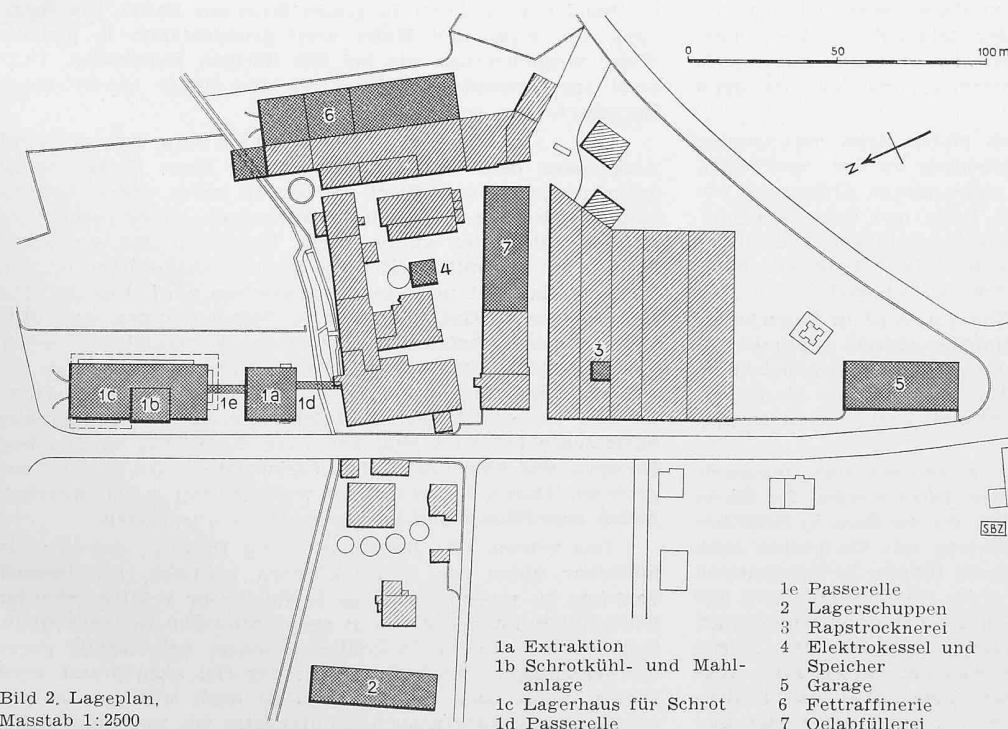 0 50 100 m
N
6
7
4
3
5
1c
1b
1e
1a
1d
2
SBZ
Bild 2. Lageplan,
Masstab 1:2500
1a Extraktion
1b Schrotkühl- und Mahl-
anlage
1c Lagerhaus für Schrot
1d Passerelle
1e Passerelle
2 Lagerschuppen
3 Rapstrocknerei
4 Elektrokessel und
Speicher
5 Garage
6 Fettraffinerie
7 Oelabfüllerei